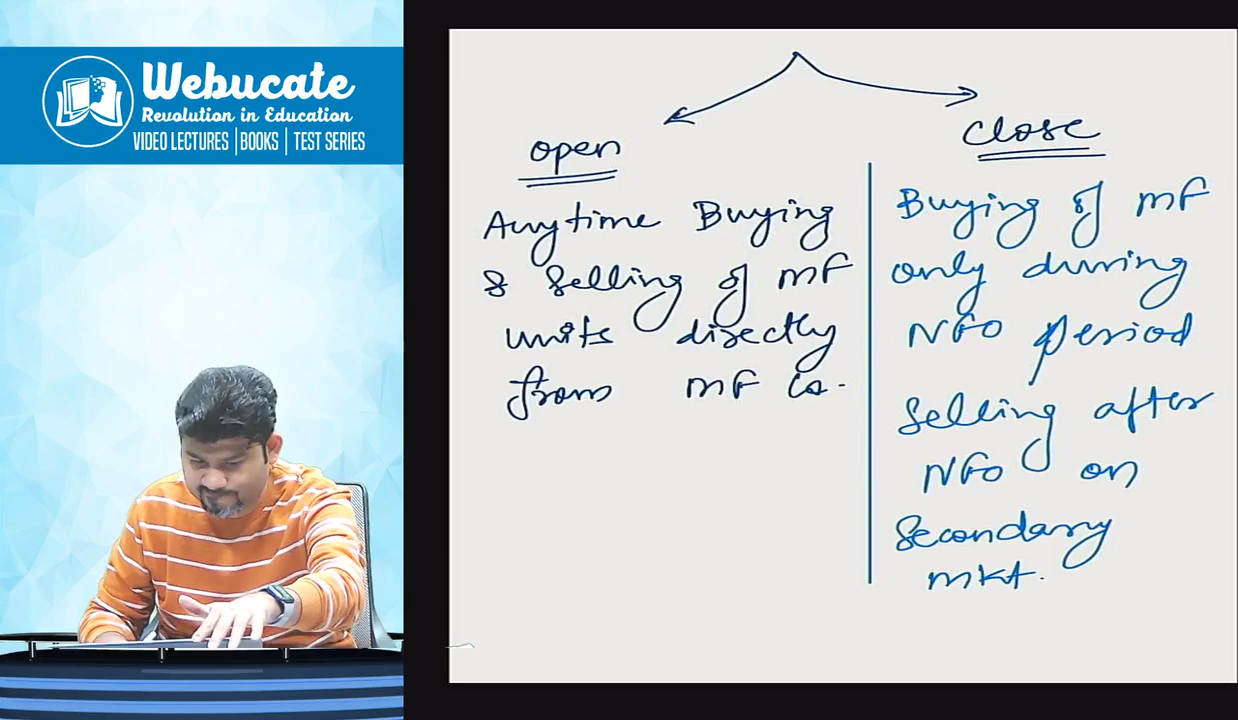 Webucate
Revolution in Education
VIDEO LECTURES | BOOKS | TEST SERIES
open
Anytime Buying
& Selling of MF
units directly
from MF Co.
Close
Buying of MF
only during
NFO period
Selling after
NFO on
Secondary
MKt.